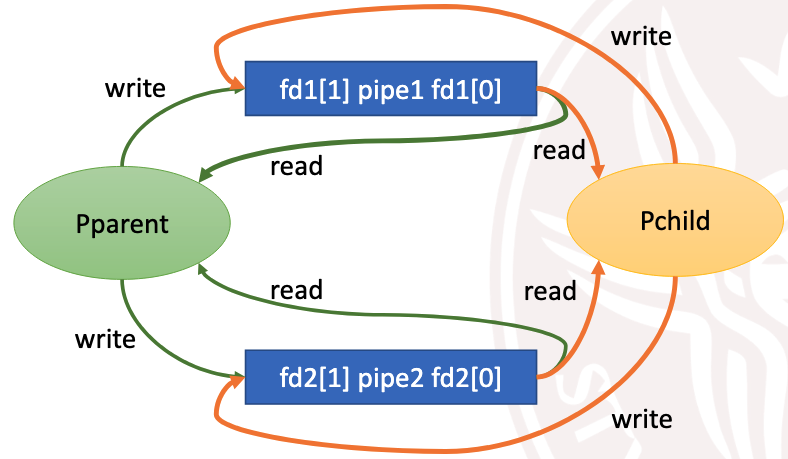 write
write
fd1[1] pipe1 fd1[0]
read
read
Pparent
Pchild
read
read
write
fd2[1] pipe2 fd2[0]
write